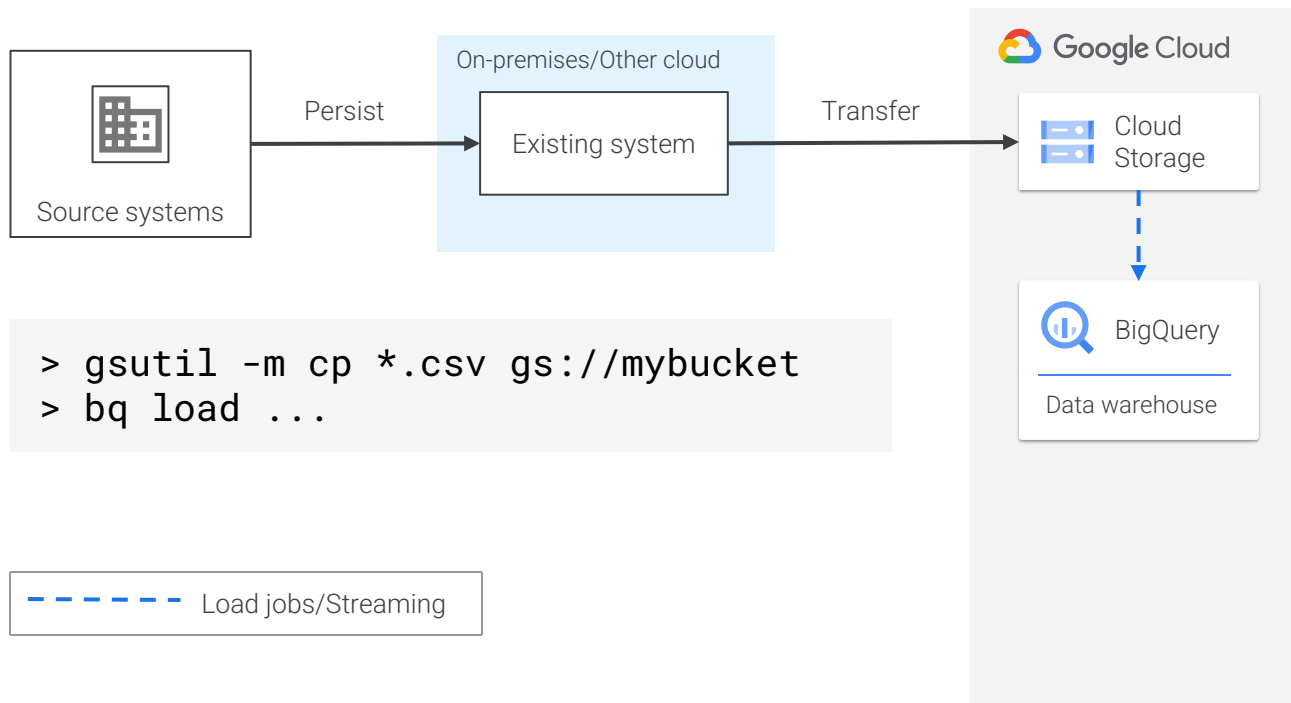 On-premises/Other cloud
Google Cloud
Persist
Transfer
Existing system
Cloud
Storage
Source systems
BigQuery
Data warehouse
> gsutil -m cp *.csv gs://mybucket
> bq load ...
Load jobs/Streaming